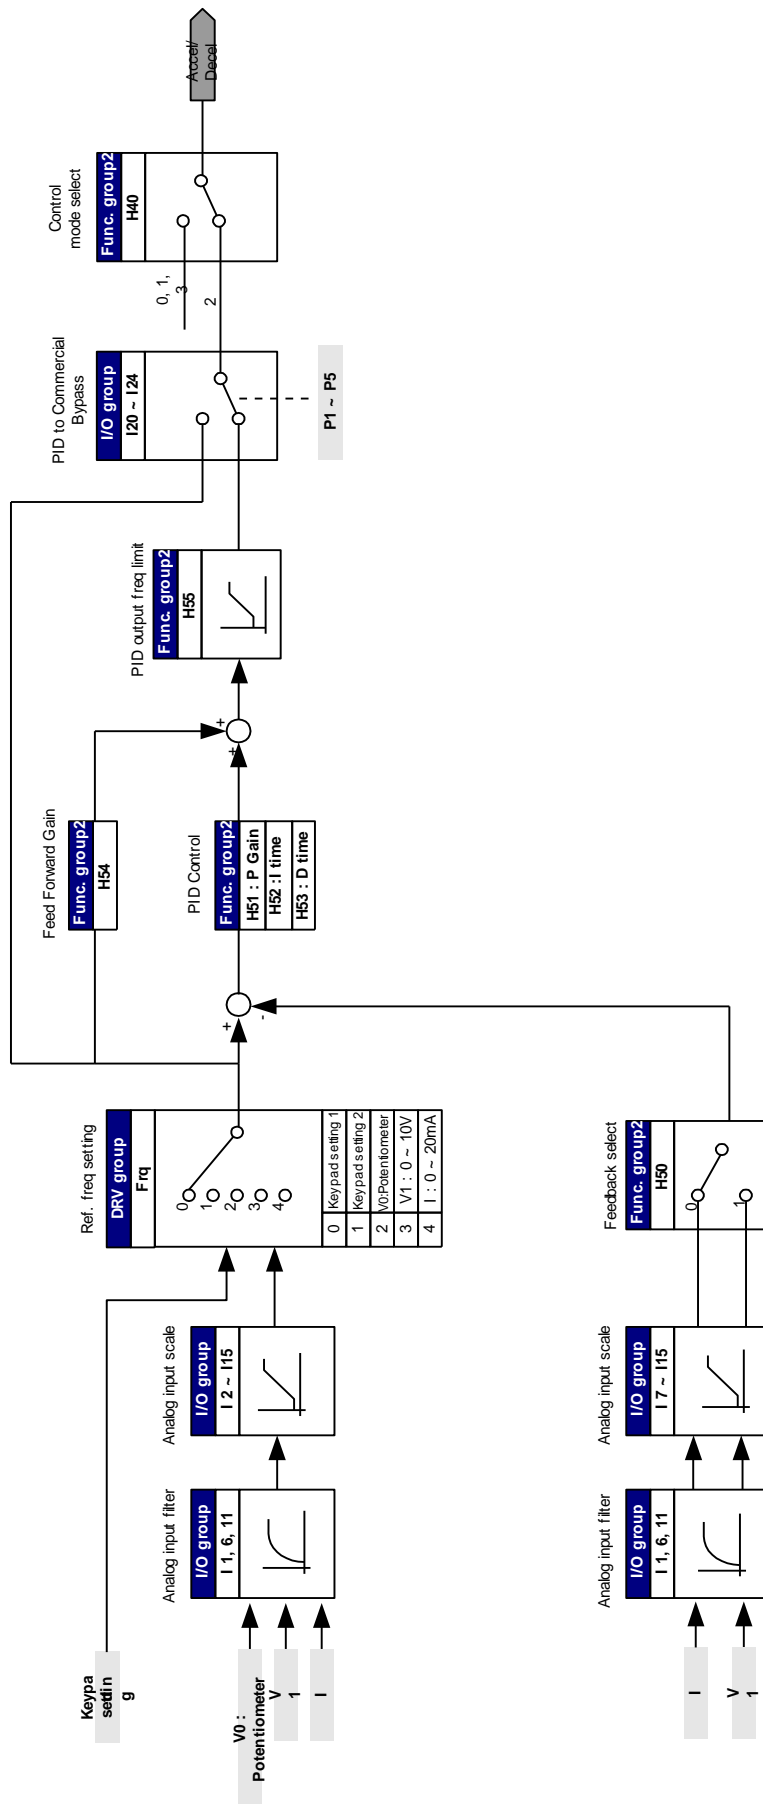 Keypa
settin
g
V0 :
Potentiometer
V
1
I
Analog input filter
I/O group
I 1, 6, 11
Analog input scale
I/O group
I 2 ~ I15
Ref. freq setting
DRV group
Frq
0
1
2
3
4
0 Keypad setting 1
1 Keypad setting 2
2 V0:Potentiometer
3 V1 : 0 ~ 10V
4 I : 0 ~ 20mA
+
-
Feed Forward Gain
Func. group2
H54
PID Control
Func. group2
H51 : P Gain
H52 : I time
H53 : D time
+
+
PID output freq limit
Func. group2
H55
PID to Commercial
Bypass
I/O group
I20 ~ I24
P1 ~ P5
0, 1,
3
2
Control
mode select
Func. group2
H40
Accel/
Decel
I
V
1
Analog input filter
I/O group
I 1, 6, 11
Analog input scale
I/O group
I 7 ~ I15
Feedback select
Func. group2
H50
0
1